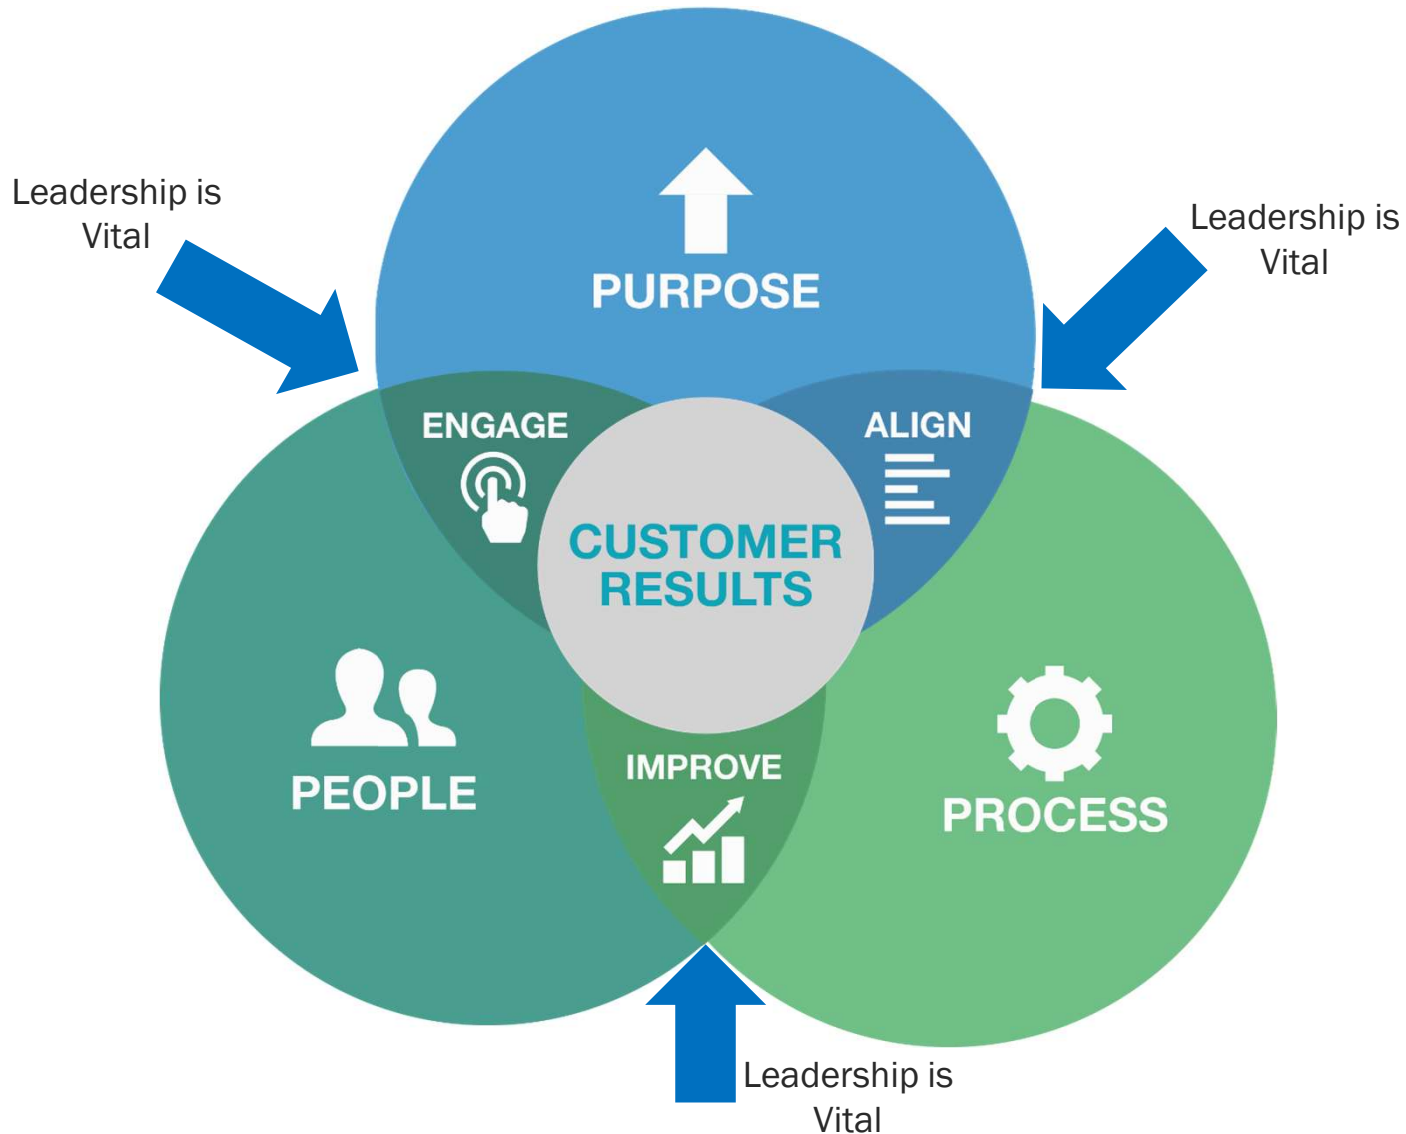 Leadership is
Vital
Leadership is
Vital
PURPOSE
ENGAGE
ALIGN
CUSTOMER
RESULTS
PEOPLE
IMPROVE
PROCESS
Leadership is
Vital